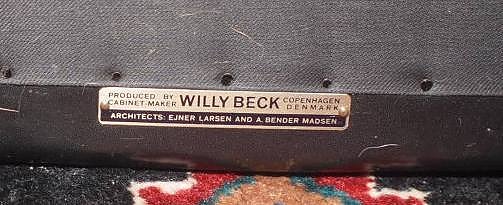 PRODUCED BY
CABINET-MAKER WILLY BECK COPENHAGEN
DENMARK
ARCHITECTS: EJNER LARSEN AND A. BENDER MADSEN